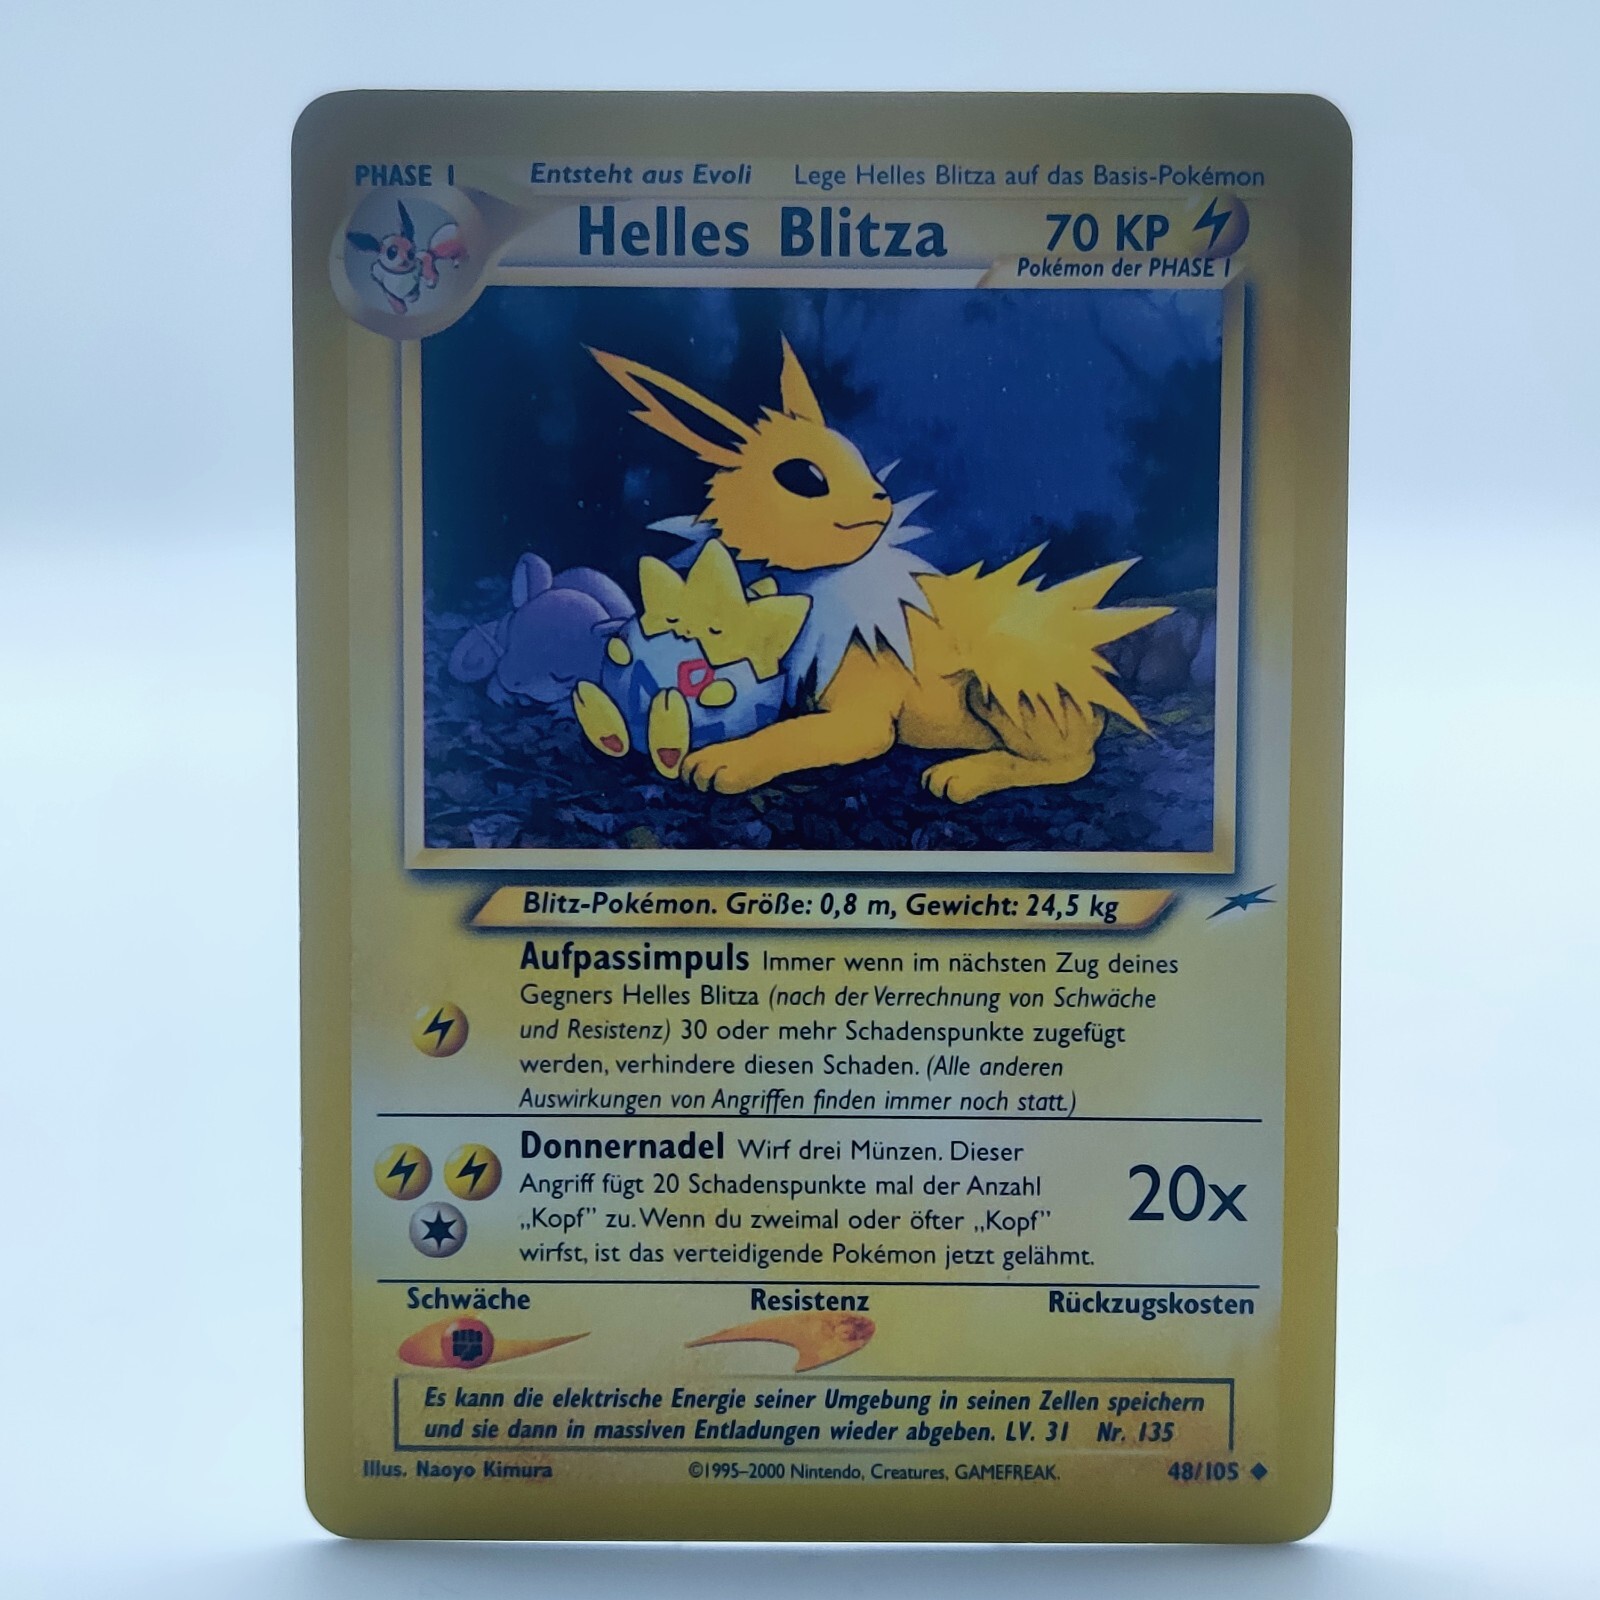 PHASE 1 Entsteht aus Evoli Lege Helles Blitza auf das Basis-Pokémon
Helles Blitza 70 KP
Pokémon der PHASE 1
Blitz-Pokémon. Größe: 0,8 m, Gewicht: 24,5 kg
Aufpassimpuls Immer wenn im nächsten Zug deines
Gegners Helles Blitza (nach der Verrechnung von Schwäche
und Resistenz) 30 oder mehr Schadenspunkte zugefügt
werden, verhindere diesen Schaden. (Alle anderen
Auswirkungen von Angriffen finden immer noch statt.)
Donnernadel Wirf drei Münzen. Dieser
Angriff fügt 20 Schadenspunkte mal der Anzahl
„Kopf” zu. Wenn du zweimal oder öfter „Kopf”
wirfst, ist das verteidigende Pokémon jetzt gelähmt.
20x
Schwäche Resistenz Rückzugskosten
Es kann die elektrische Energie seiner Umgebung in seinen Zellen speichern
und sie dann in massiven Entladungen wieder abgeben. LV. 31 Nr. 135
Illus. Naoyo Kimura ©1995–2000 Nintendo, Creatures, GAMEFREAK. 48/105